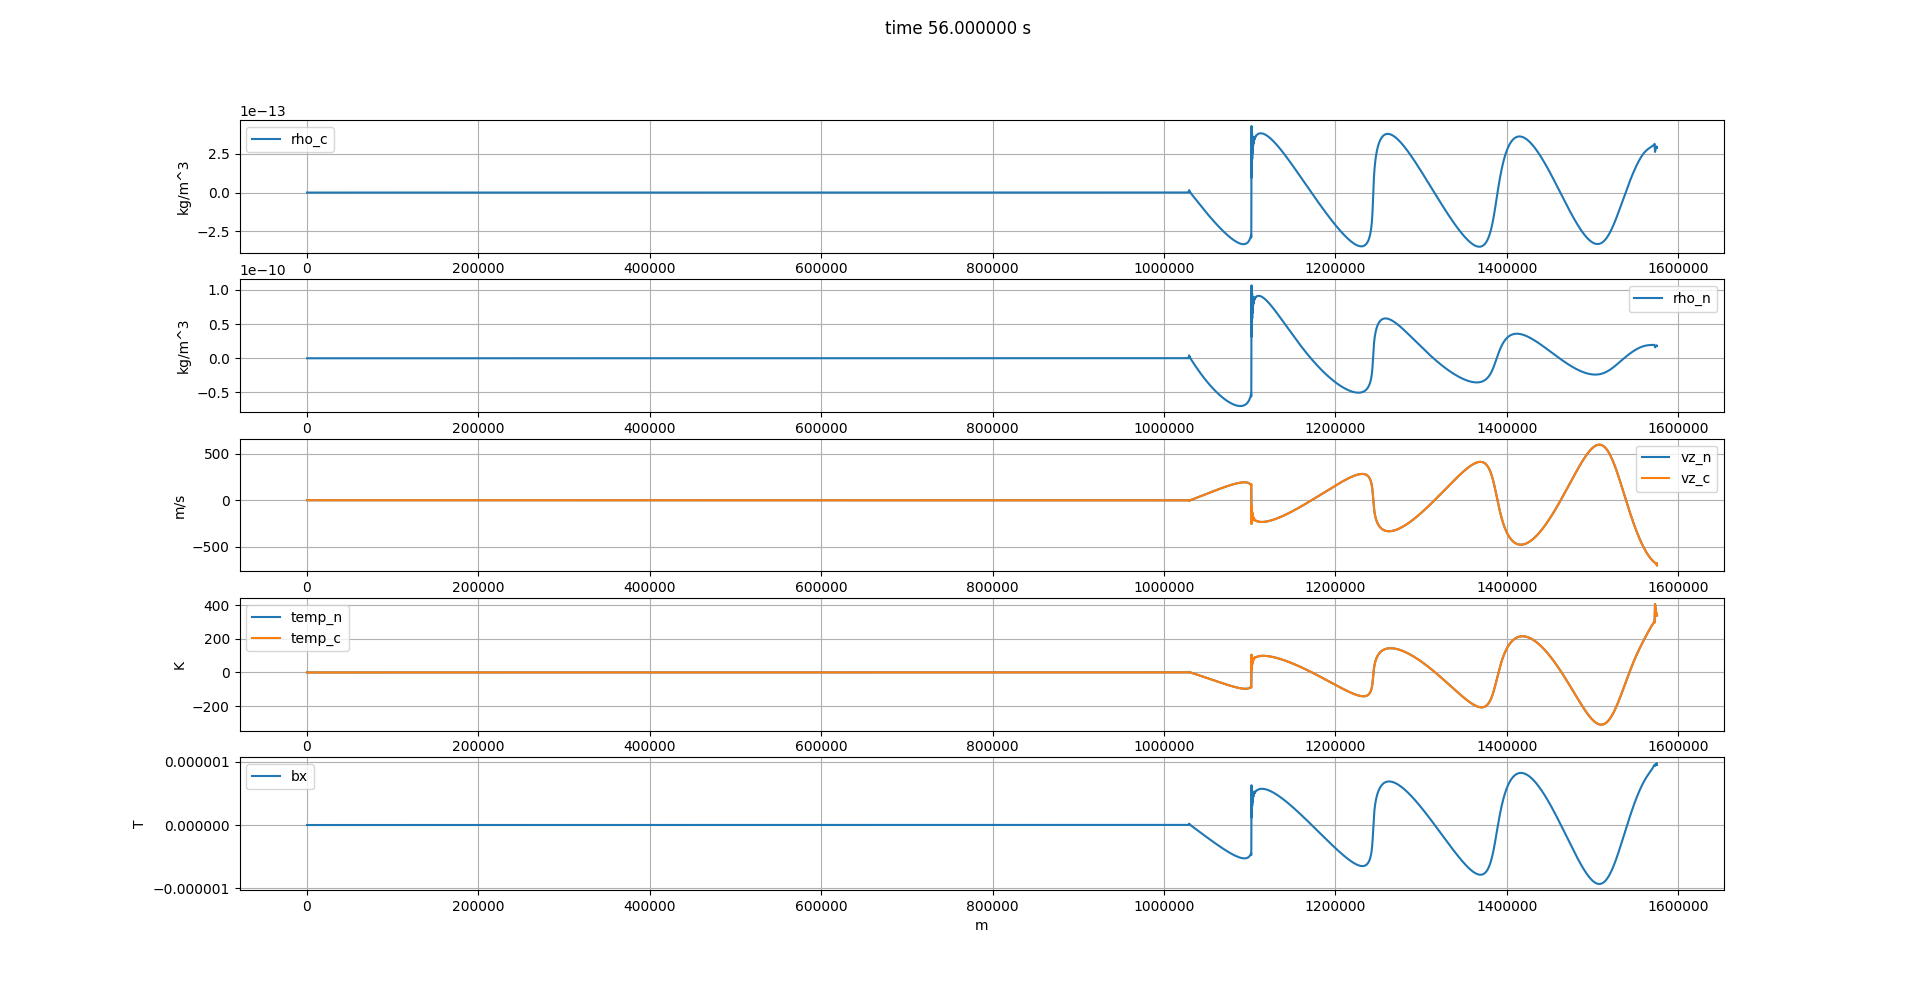 time 56.000000 s
1e−13
rho_c
kg/m^3
2.5
0.0
−2.5
0 200000 400000 600000 800000 1000000 1200000 1400000 1600000
1e−10
rho_n
kg/m^3
1.0
0.5
0.0
−0.5
0 200000 400000 600000 800000 1000000 1200000 1400000 1600000
vz_n
vz_c
m/s
500
0
−500
0 200000 400000 600000 800000 1000000 1200000 1400000 1600000
temp_n
temp_c
K
400
200
0
−200
0 200000 400000 600000 800000 1000000 1200000 1400000 1600000
bx
T
0.000001
0.000000
−0.000001
0 200000 400000 600000 800000 1000000 1200000 1400000 1600000
m